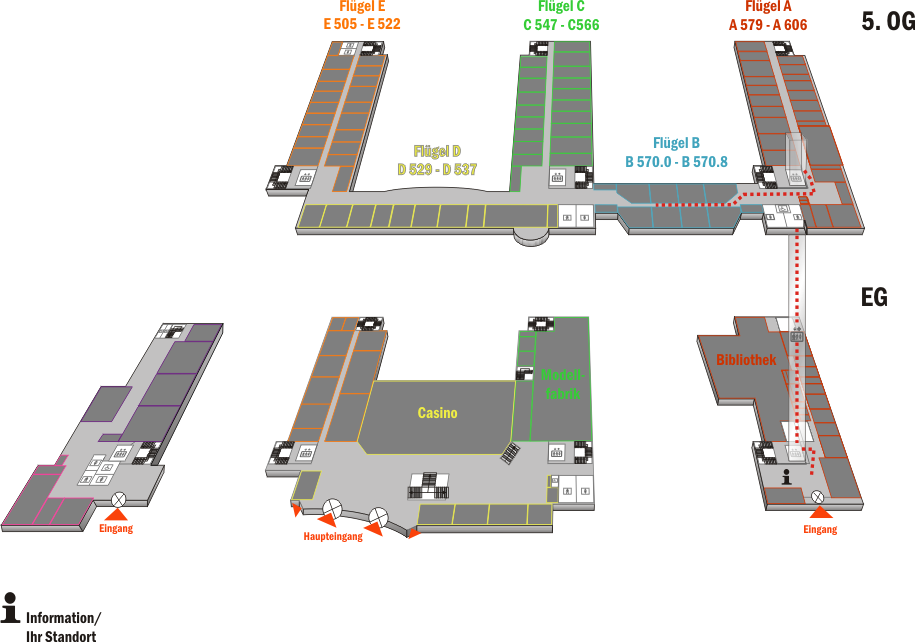 Flügel E
E 505 - E 522
Flügel C
C 547 - C566
Flügel A
A 579 - A 606
5. OG
Flügel D
D 529 - D 537
Flügel B
B 570.0 - B 570.8
EG
Bibliothek
Modell-
fabrik
Casino
Eingang
Haupteingang
Eingang
Information/
Ihr Standort